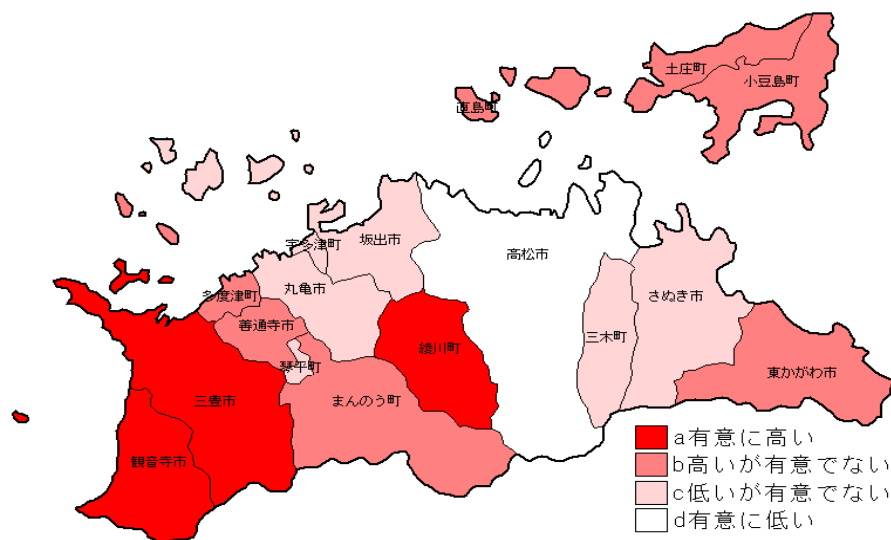 土庄町
小豆島町
直島町
宇多津町
坂出市
高松市
丸亀市
多度津町
さぬき市
善通寺市
三木町
綾川町
琴平町
東かがわ市
三豊市
まんのう町
観音寺市
a有意に高い
b高いが有意でない
c低いが有意でない
d有意に低い